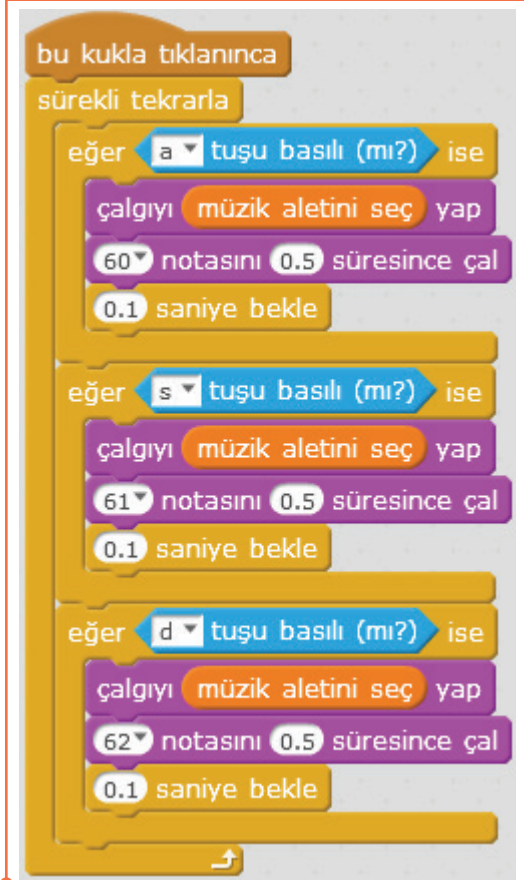 bu kukla tıklanınca
sürekli tekrarla
eğer a tuşu basılı (mı?) ise
çalgıyı müzik aletini seç yap
60 notasını 0.5 süresince çal
0.1 saniye bekle
eğer s tuşu basılı (mı?) ise
çalgıyı müzik aletini seç yap
61 notasını 0.5 süresince çal
0.1 saniye bekle
eğer d tuşu basılı (mı?) ise
çalgıyı müzik aletini seç yap
62 notasını 0.5 süresince çal
0.1 saniye bekle